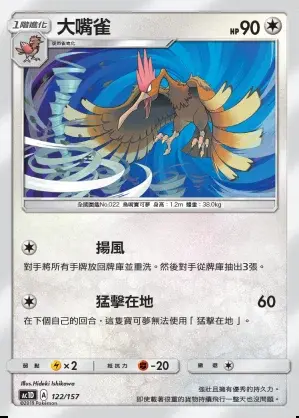 1階進化
大嘴雀
HP 90
從烈雀進化
全國圖鑑No.022 鳥喙寶可夢 身高：1.2m 體重：38.0kg
揚風
對手將所有手牌放回牌庫並重洗。然後對手從牌庫抽出3張。
猛擊在地 60
在下個自己的回合，這隻寶可夢無法使用「猛擊在地」。
弱點 ×2 抵抗力 -20 撤退
Illus.Hideki Ishikawa
AC1D A 122/157
©2019 Pokémon
強壯且擁有優秀的持久力。
即使載著很重的貨物持續飛行一整天也沒問題。